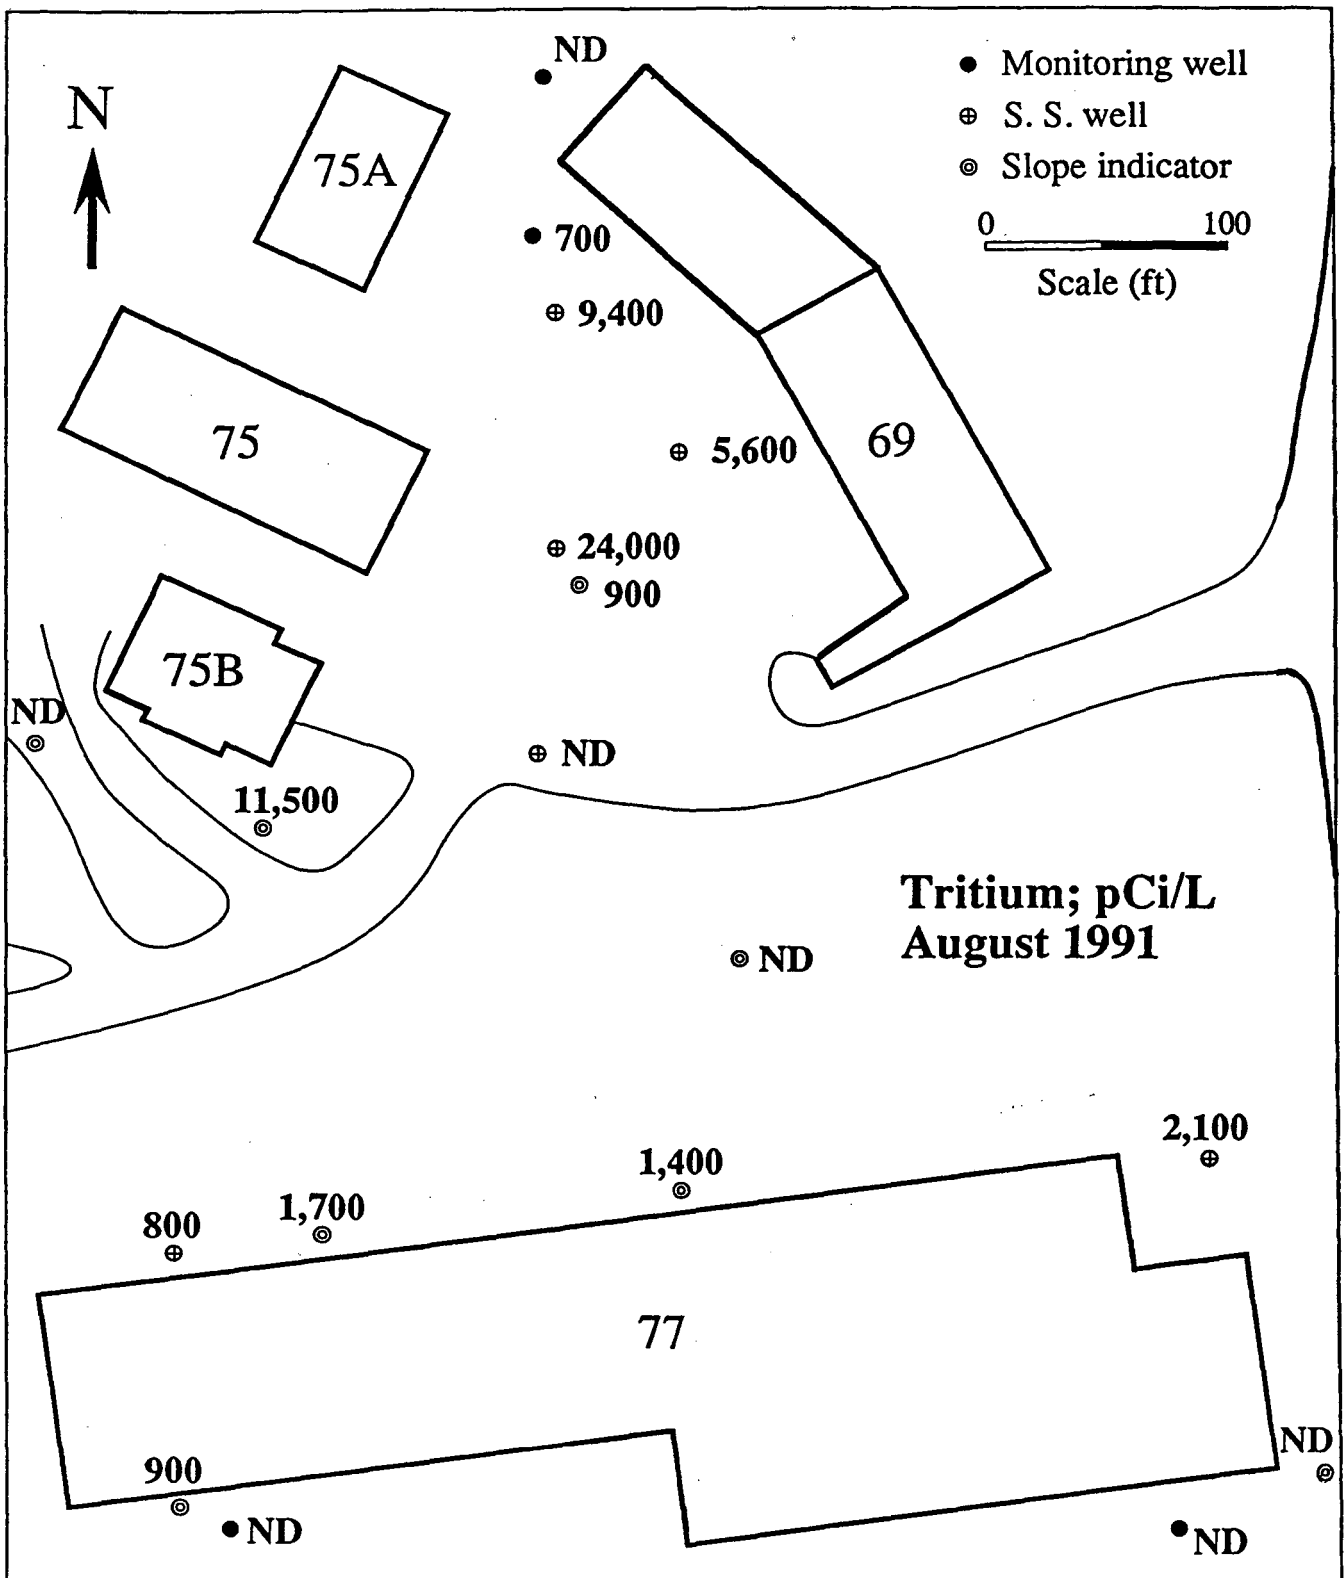 ND
Monitoring well
S. S. well
Slope indicator
0 100
Scale (ft)
N
75A
700
9,400
75
5,600
69
24,000
900
75B
ND
ND
11,500
Tritium; pCi/L
August 1991
ND
2,100
1,400
1,700
800
77
900
ND
ND
ND